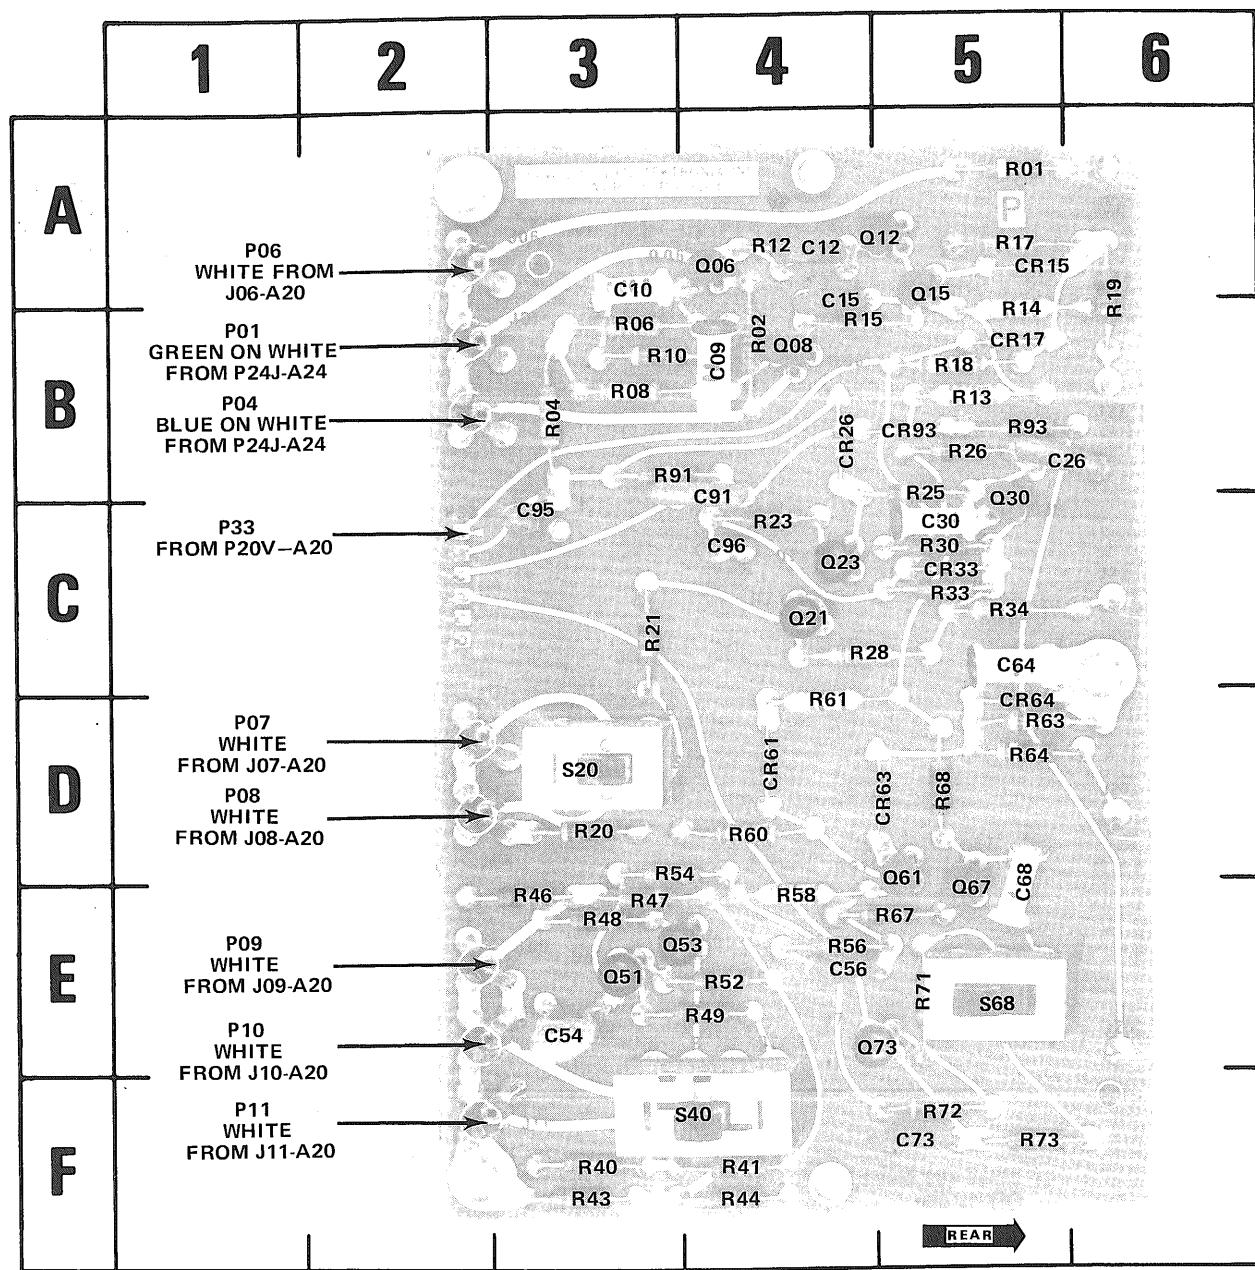 1 2 3 4 5 6
A
R01
P
P06
WHITE FROM
J06-A20
R12 C12 Q12 R17
Q06 CR15
C10 C15 Q15 R19
R06 R02 R15 R14
P01
GREEN ON WHITE
FROM P24J-A24
R10 C09 Q08 CR17
R18
B
R08 R13
P04
BLUE ON WHITE
FROM P24J-A24
R04 CR26 CR93 R93
R26 C26
R91 R25 Q30
C95 C91
P33
FROM P20V–A20
R23 C30
C96 R30
Q23 CR33
C
R33
R21 Q21 R34
R28 C64
R61 CR64
R63
P07
WHITE
FROM J07-A20
R64
D
S20 CR61 CR63 R68
P08
WHITE
FROM J08-A20
R20 R60
R54 Q61 Q67 C68
R46 R47 R58
R48 R67
P09
WHITE
FROM J09-A20
Q53 R56
C56
E
Q51 R52 R71
S68
R49
C54 Q73
P10
WHITE
FROM J10-A20
P11
WHITE
FROM J11-A20
S40 R72
C73 R73
F
R40 R41
R43 R44
REAR